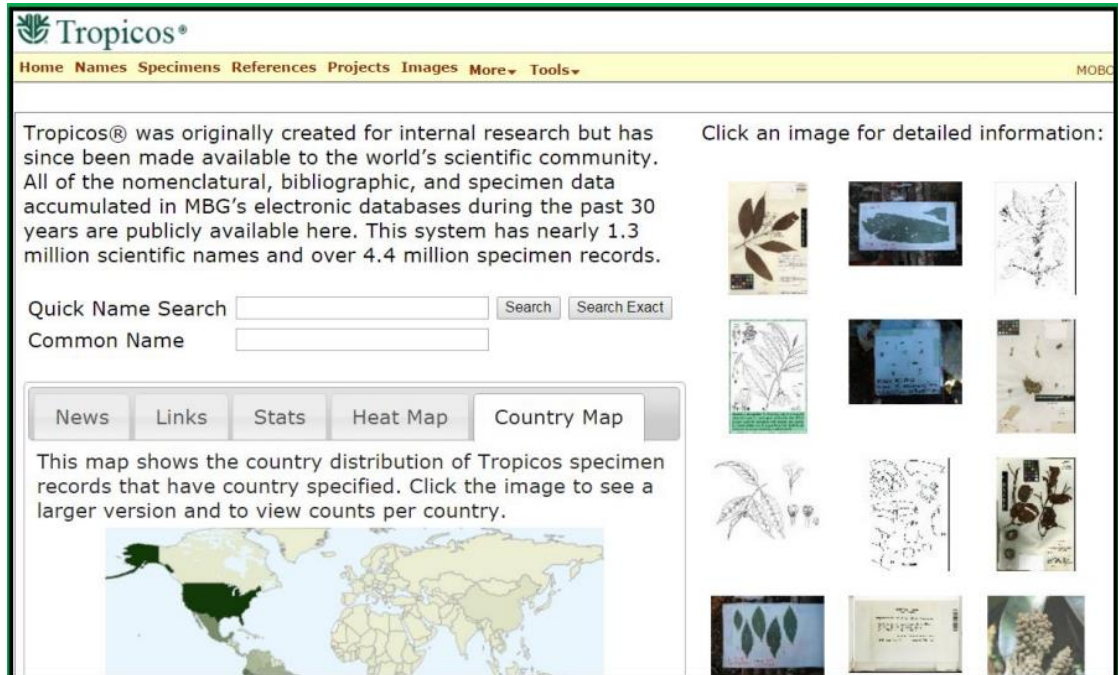 Tropicos®
Home Names Specimens References Projects Images More Tools
MOBO
Tropicos® was originally created for internal research but has
since been made available to the world's scientific community.
All of the nomenclatural, bibliographic, and specimen data
accumulated in MBG's electronic databases during the past 30
years are publicly available here. This system has nearly 1.3
million scientific names and over 4.4 million specimen records.
Quick Name Search
Search Search Exact
Common Name
News Links Stats Heat Map Country Map
This map shows the country distribution of Tropicos specimen
records that have country specified. Click the image to see a
larger version and to view counts per country.
Click an image for detailed information: